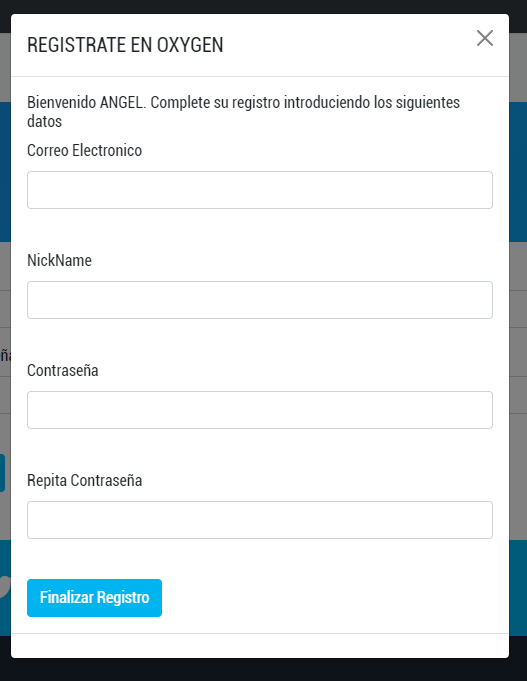 REGISTRATE EN OXYGEN
Bienvenido ANGEL. Complete su registro introduciendo los siguientes
datos
Correo Electronico
NickName
Contraseña
Repita Contraseña
Finalizar Registro